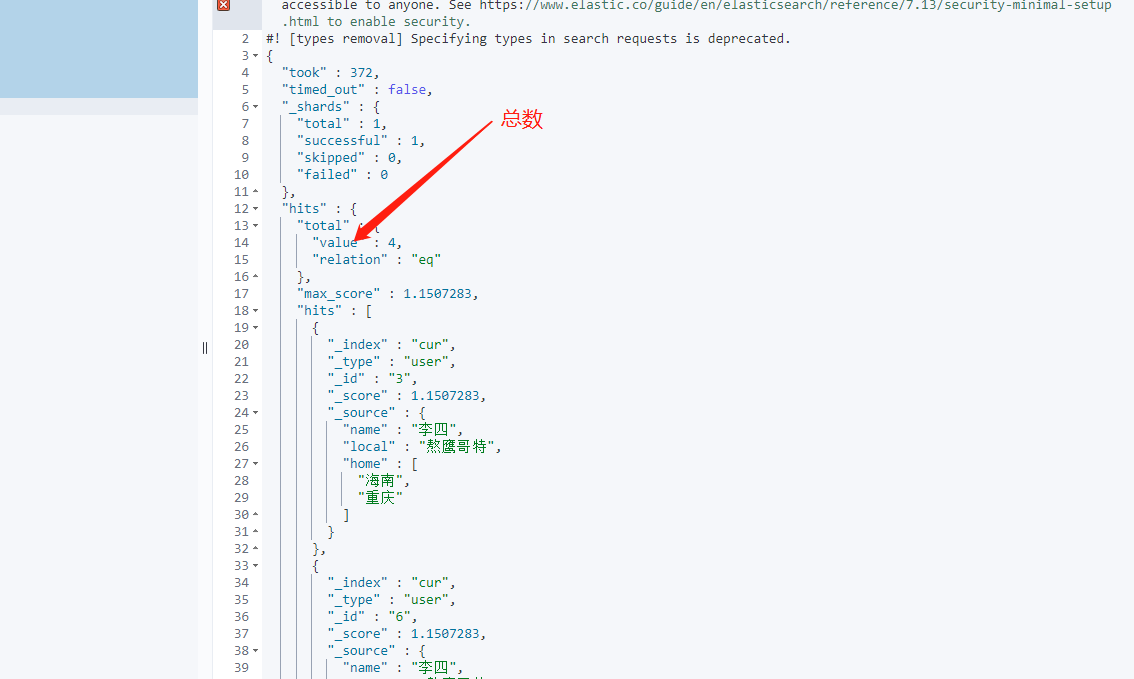 accessible to anyone. See https://www.elastic.co/guide/en/elasticsearch/reference/7.13/security-minimal-setup
.html to enable security.
2 #! [types removal] Specifying types in search requests is deprecated.
3 {
4 "took" : 372,
5 "timed_out" : false,
6 "_shards" : {
总数
7 "total" : 1,
8 "successful" : 1,
9 "skipped" : 0,
10 "failed" : 0
11 },
12 "hits" : {
13 "total" : {
14 "value" : 4,
15 "relation" : "eq"
16 },
17 "max_score" : 1.1507283,
18 "hits" : [
19 {
20 "_index" : "cur",
21 "_type" : "user",
22 "_id" : "3",
23 "_score" : 1.1507283,
24 "_source" : {
25 "name" : "李四",
26 "local" : "熬鹰哥特",
27 "home" : [
28 "海南",
29 "重庆"
30 ]
31 }
32 },
33 {
34 "_index" : "cur",
35 "_type" : "user",
36 "_id" : "6",
37 "_score" : 1.1507283,
38 "_source" : {
39 "name" : "李四",